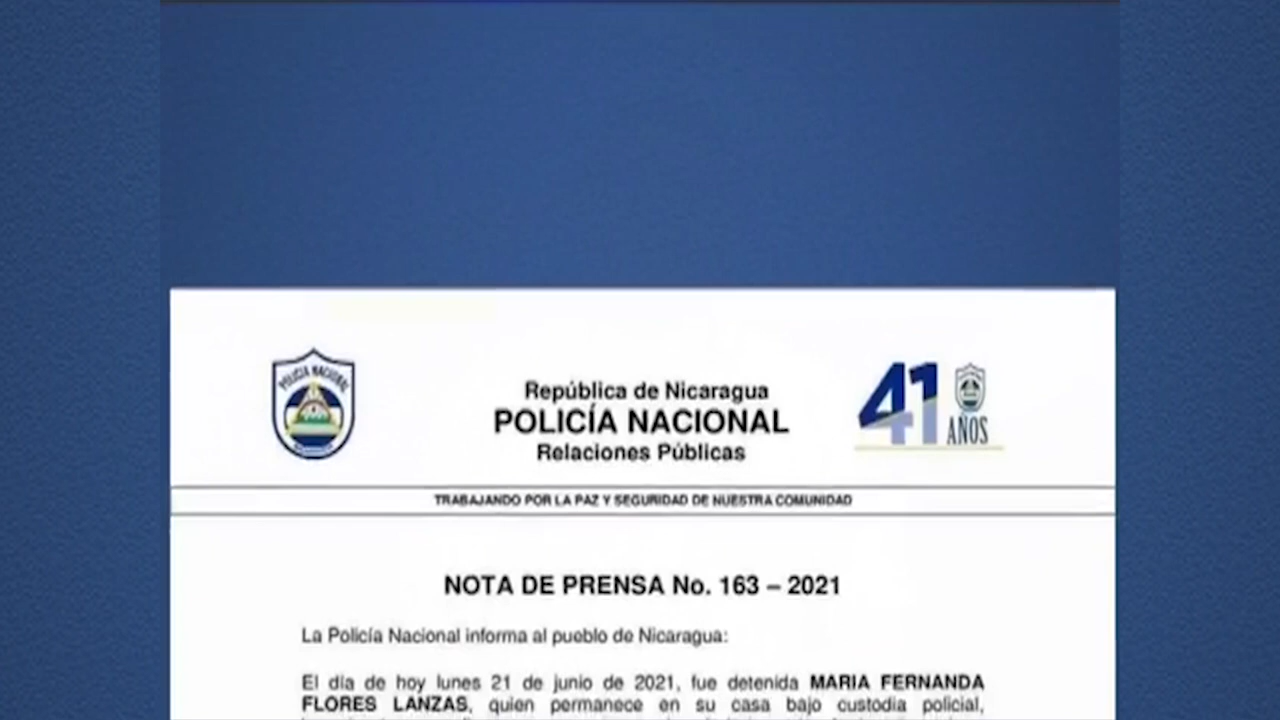 POLICIA NACIONAL
República de Nicaragua
POLICÍA NACIONAL
Relaciones Públicas
41
AÑOS
TRABAJANDO POR LA PAZ Y SEGURIDAD DE NUESTRA COMUNIDAD
NOTA DE PRENSA No. 163 – 2021
La Policía Nacional informa al pueblo de Nicaragua:
El día de hoy lunes 21 de junio de 2021, fue detenida MARIA FERNANDA
FLORES LANZAS, quien permanece en su casa bajo custodia policial,